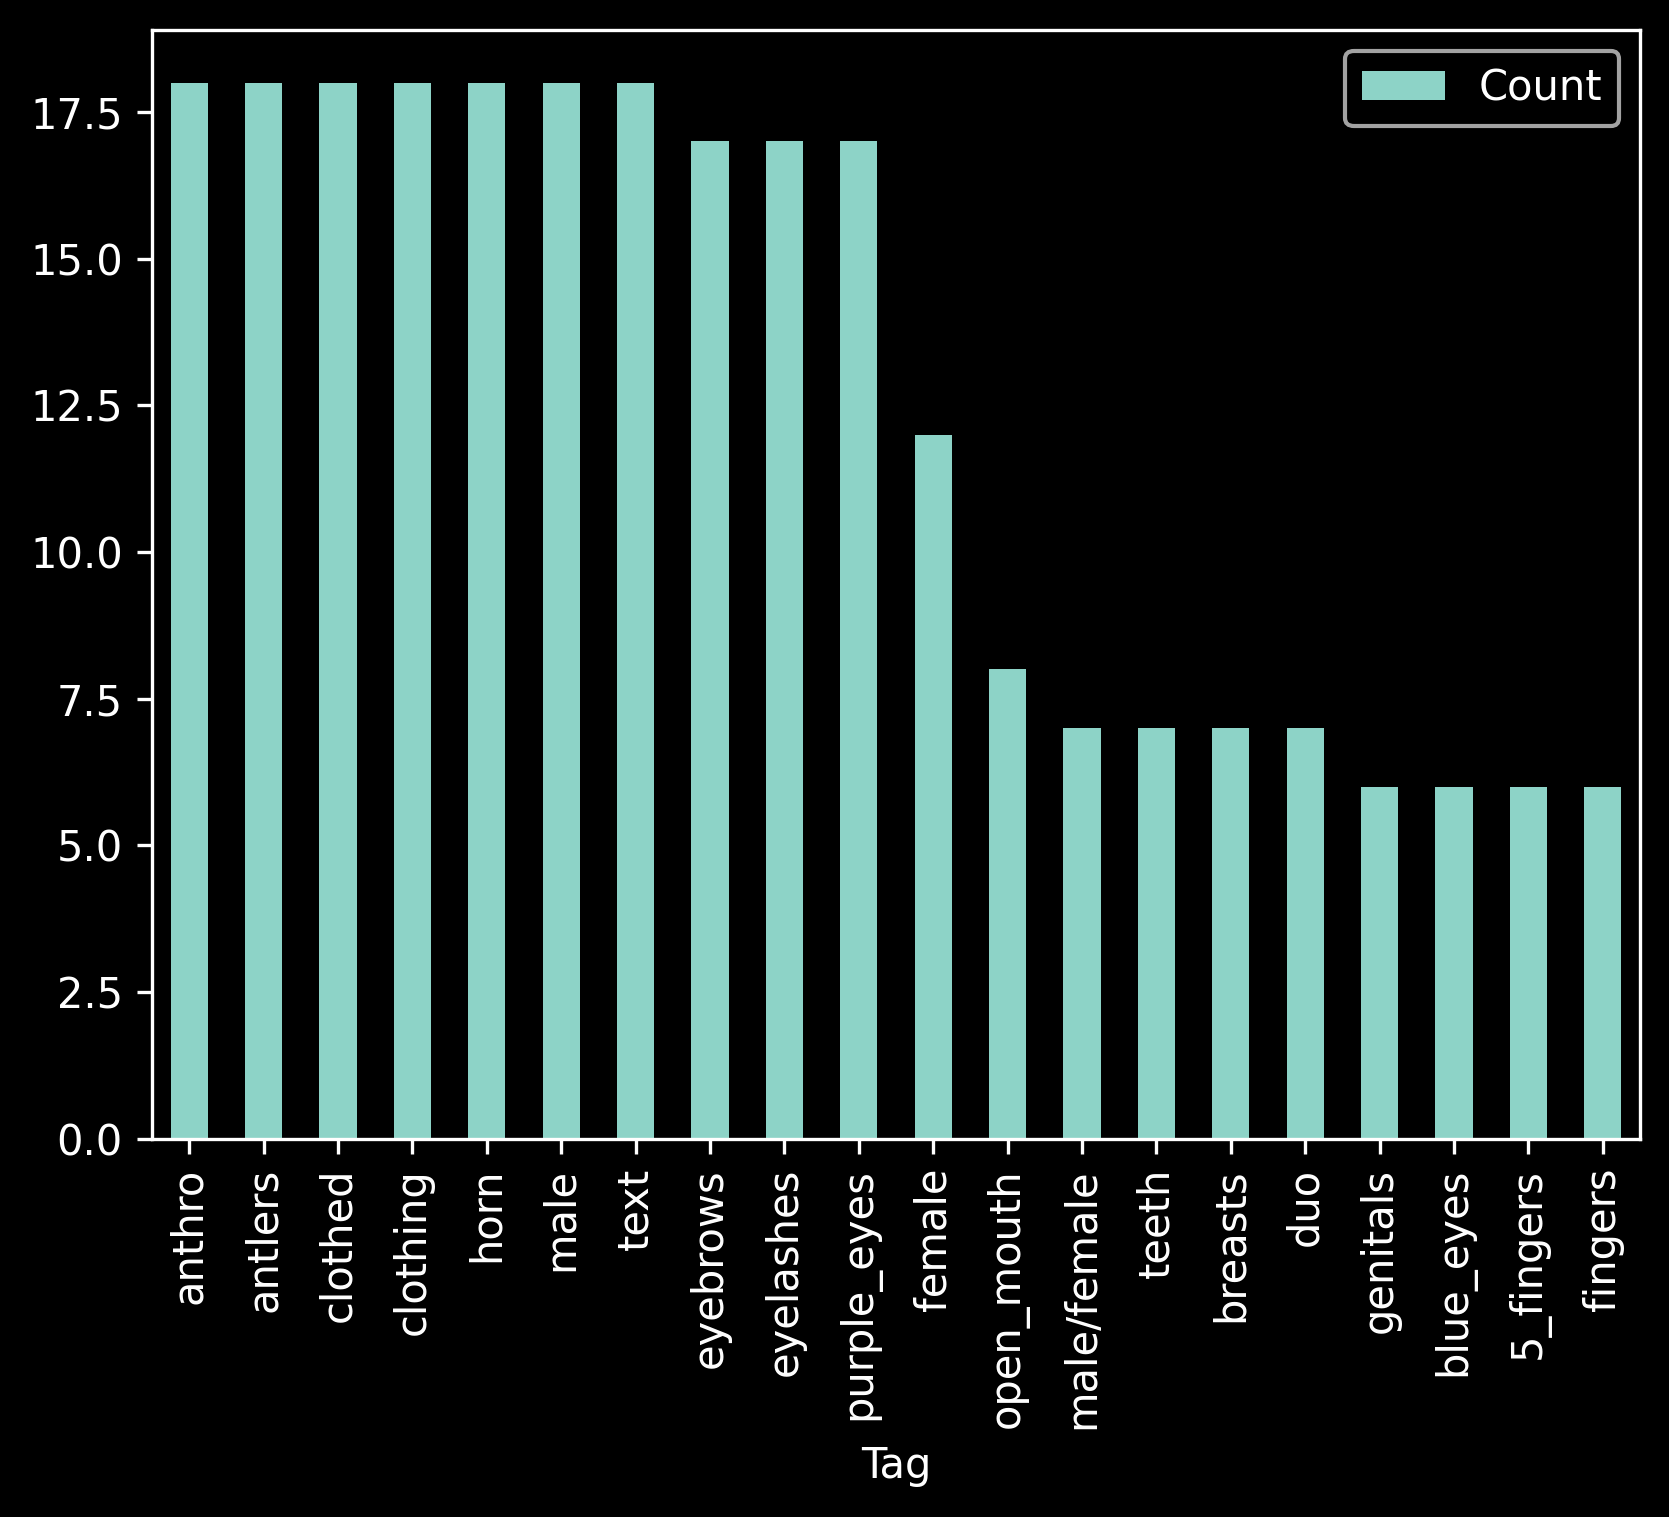 Count
17.5
15.0
12.5
10.0
7.5
5.0
2.5
0.0
anthro
antlers
clothed
clothing
horn
male
text
eyebrows
eyelashes
purple_eyes
female
open_mouth
male/female
teeth
breasts
duo
genitals
blue_eyes
5_fingers
fingers
Tag